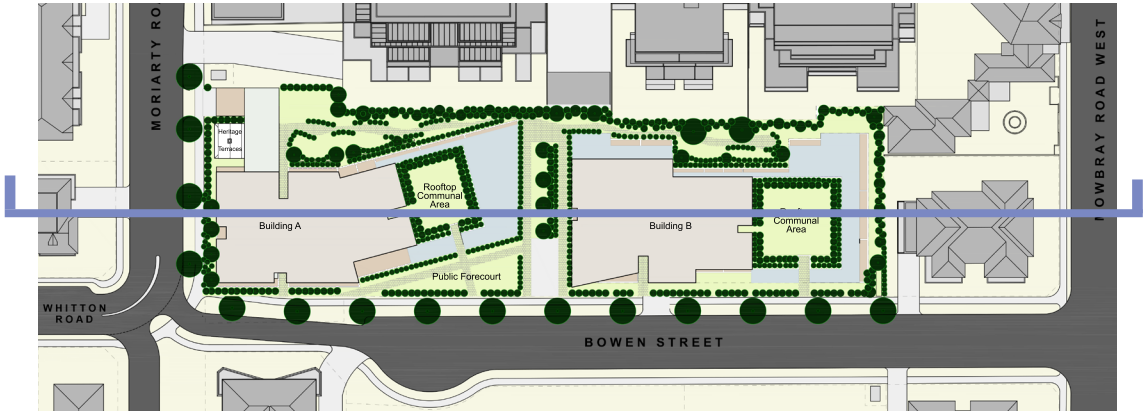 MORIARTY RO
MOWBRAY ROAD WEST
Heritage
Terraces
Rooftop
Communal
Area
Communal
Area
Building A
Building B
Public Forecourt
WHITTON
ROAD
BOWEN STREET